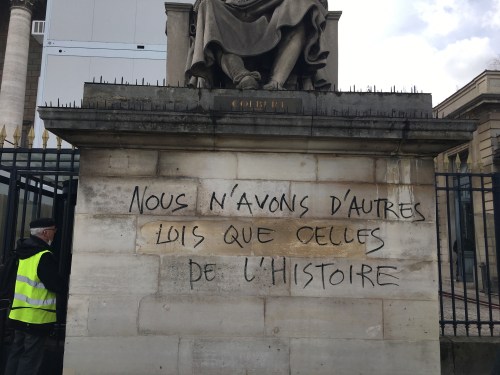 COLBERT
NOUS N'AVONS D'AUTRES
LOIS QUE CELLES
DE L'HISTOIRE